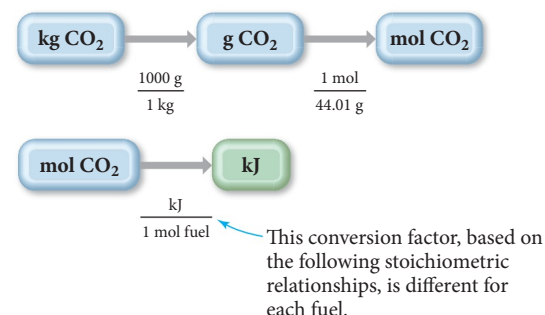 kg CO₂ g CO₂ mol CO₂
1000 g
1 kg
1 mol
44.01 g
mol CO₂ kJ
kJ
1 mol fuel
This conversion factor, based on
the following stoichiometric
relationships, is different for
each fuel.